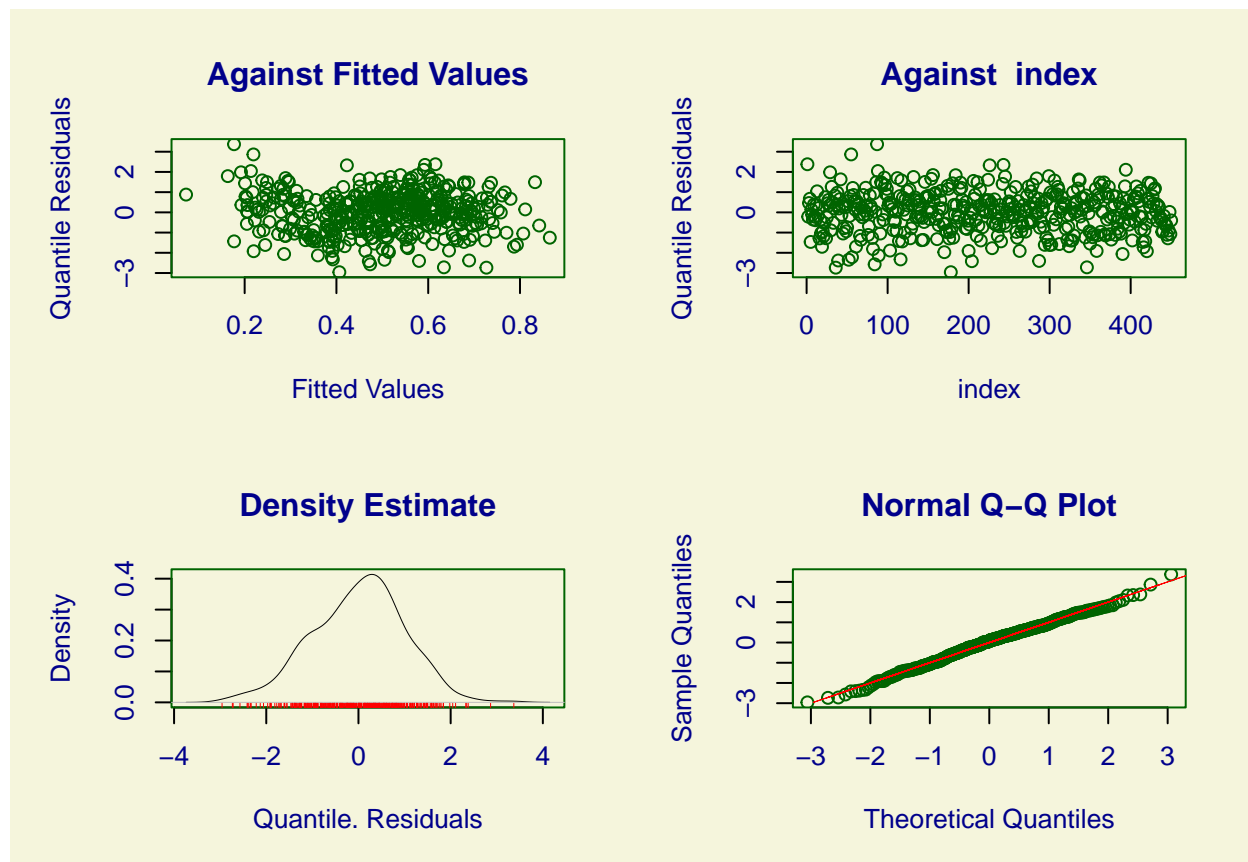 Against Fitted Values
Quantile Residuals
−3 0 2
0.2 0.4 0.6 0.8
Fitted Values
Against  index
Quantile Residuals
−3 0 2
0 100 200 300 400
index
Density Estimate
Density
0.0 0.2 0.4
−4 −2 0 2 4
Quantile. Residuals
Normal Q−Q Plot
Sample Quantiles
−3 0 2
−3 −2 −1 0 1 2 3
Theoretical Quantiles